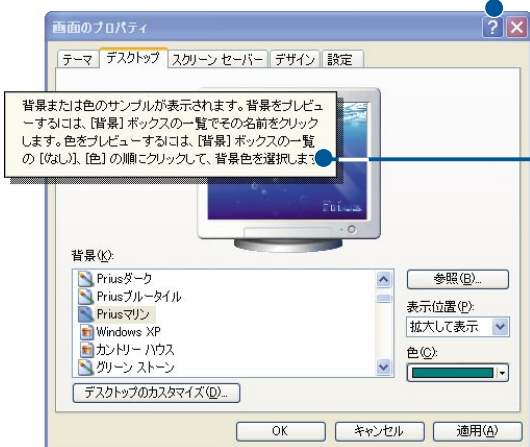 画面のプロパティ
テーマ デスクトップ スクリーン セーバー デザイン 設定
背景または色のサンプルが表示されます。背景をプレビュ
ーするには、[背景] ボックスの一覧でその名前をクリック
します。色をプレビューするには、[背景] ボックスの一覧
の [(なし)]、[色] の順にクリックして、背景色を選択します
Prius
背景(K):
Priusダーク
Priusブルータイル
Priusマリン
Windows XP
カントリー ハウス
グリーン ストーン
参照(B)...
表示位置(P):
拡大して表示
色(C):
デスクトップのカスタマイズ(D)...
OK キャンセル 適用(A)